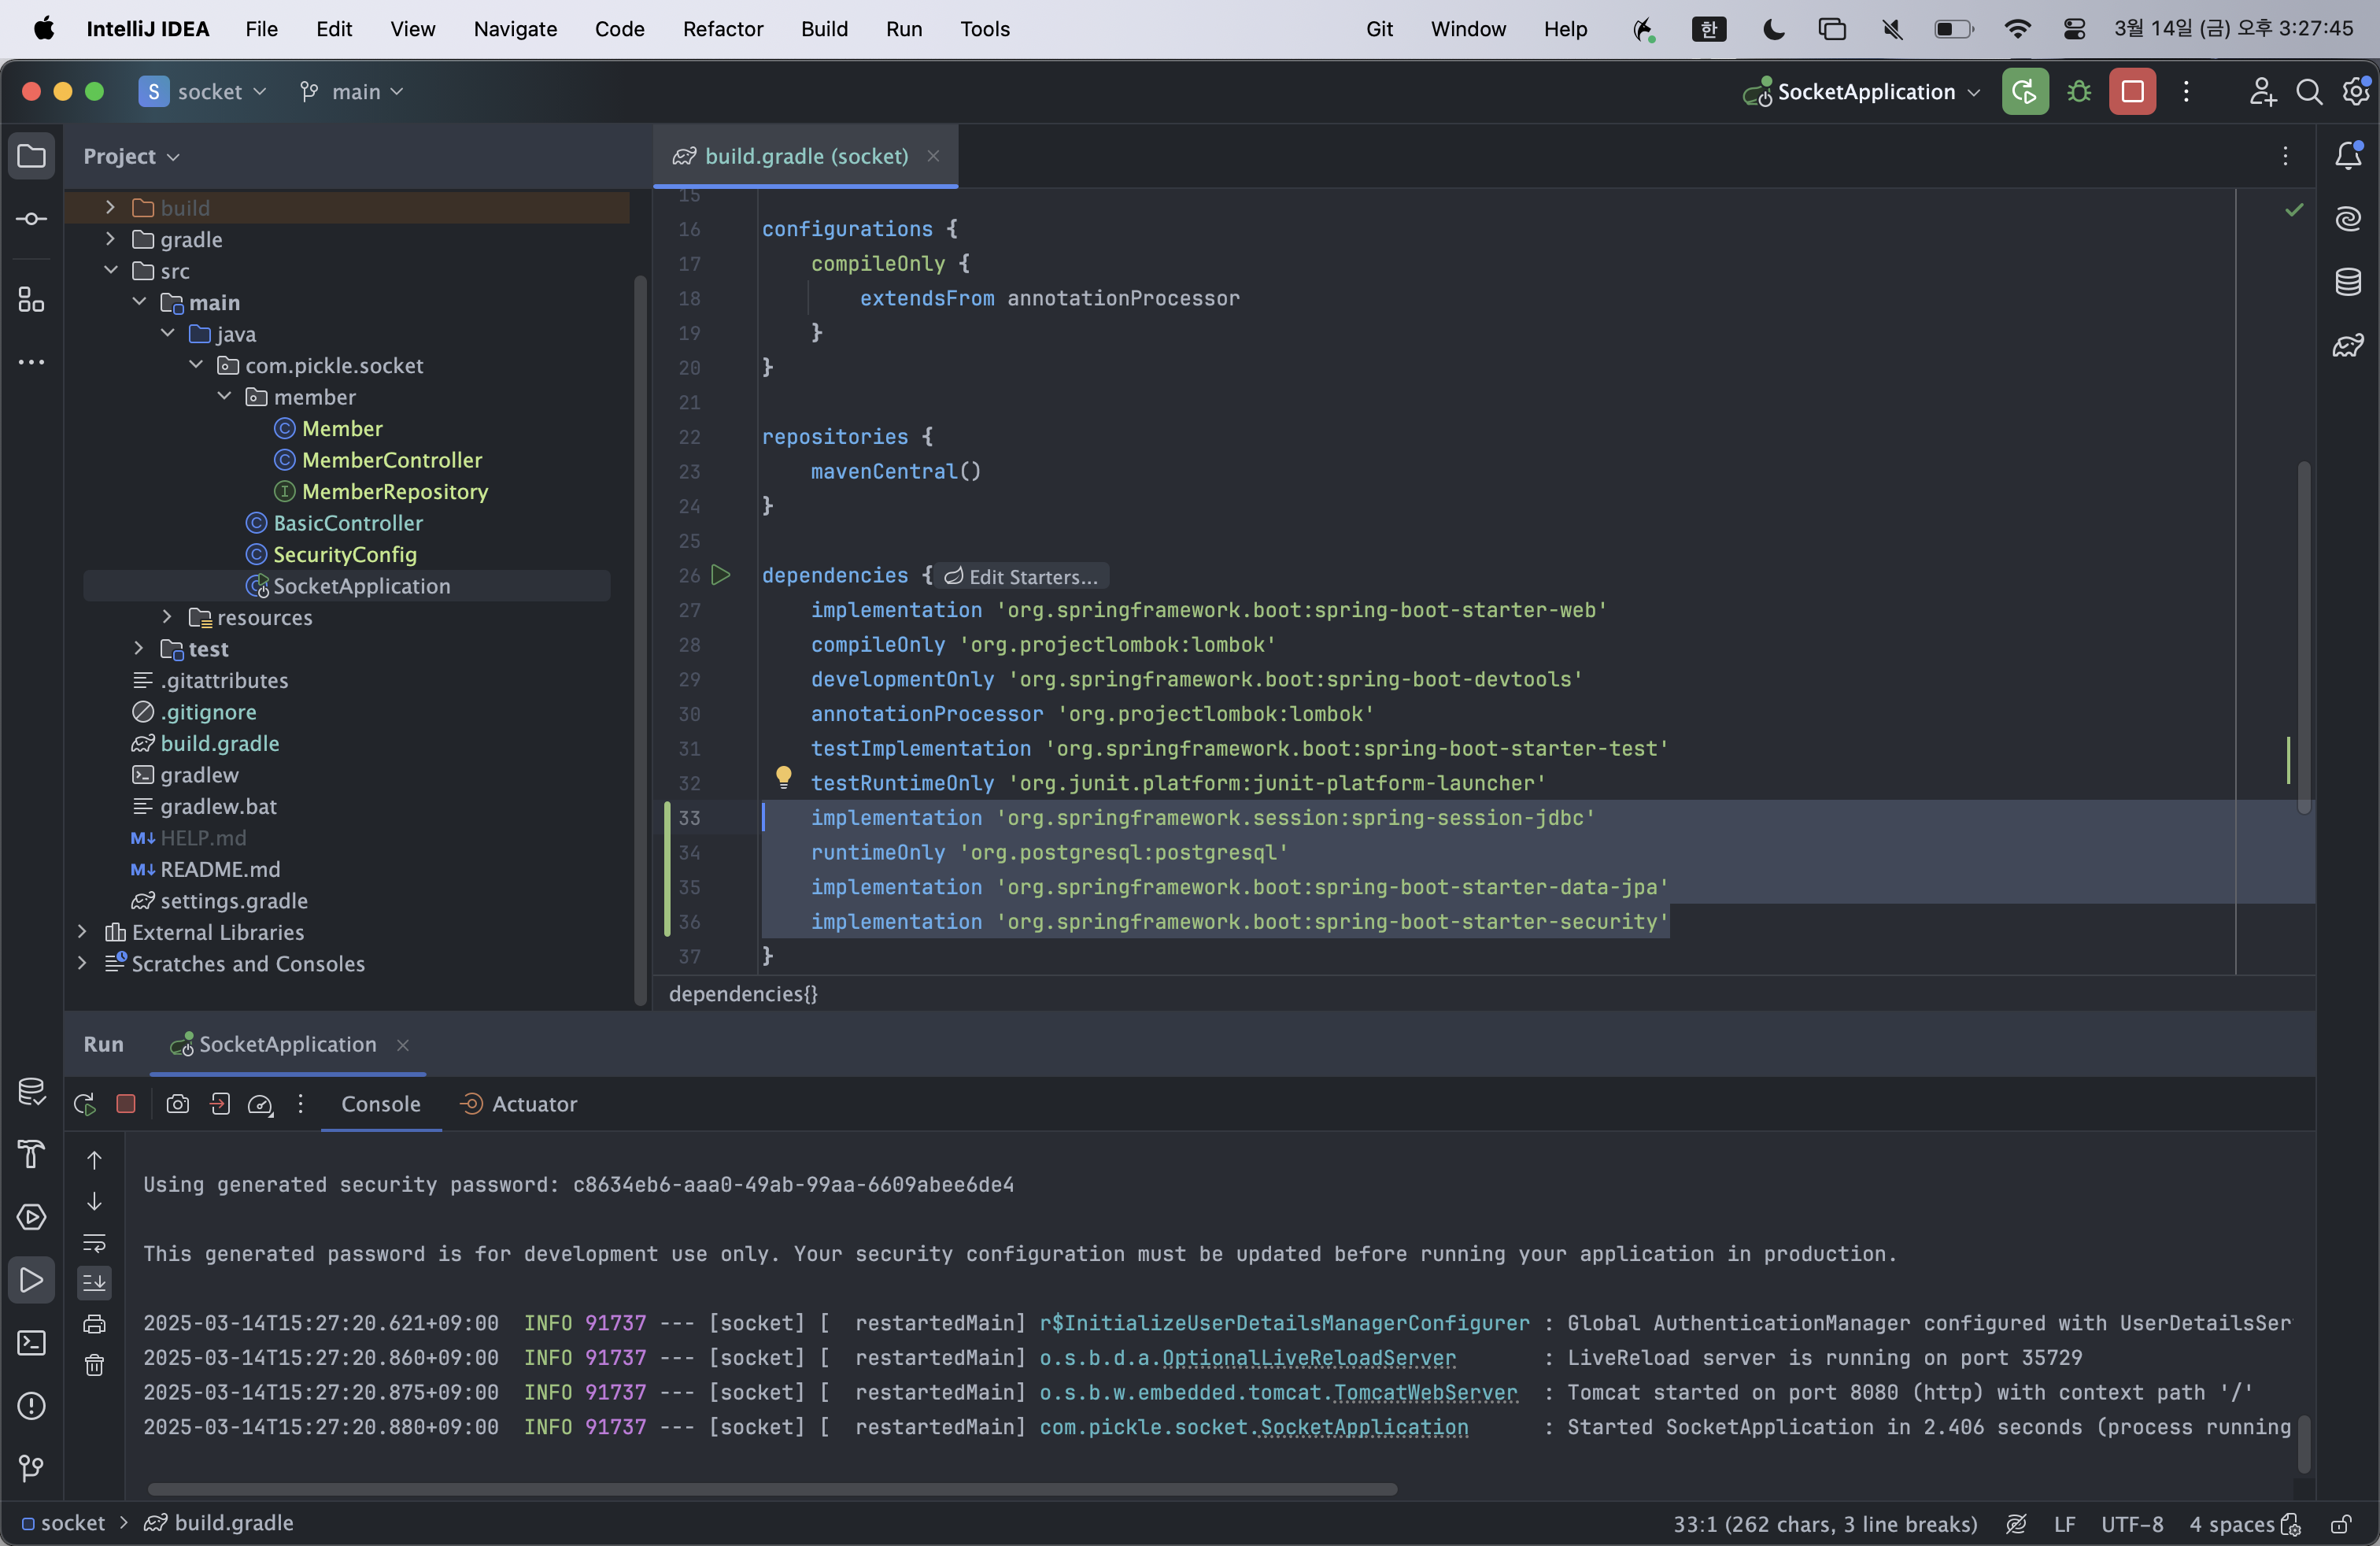 IntelliJ IDEA File Edit View Navigate Code Refactor Build Run Tools Git Window Help 한 3월 14일 (금) 오후 3:27:45
S socket main SocketApplication
Project
build.gradle (socket)
build
gradle
src
main
java
com.pickle.socket
member
Member
MemberController
MemberRepository
BasicController
SecurityConfig
SocketApplication
resources
test
.gitattributes
.gitignore
build.gradle
gradlew
gradlew.bat
HELP.md
README.md
settings.gradle
External Libraries
Scratches and Consoles
15
16 configurations {
17 compileOnly {
18 extendsFrom annotationProcessor
19 }
20 }
21
22 repositories {
23 mavenCentral()
24 }
25
26 dependencies { Edit Starters...
27 implementation 'org.springframework.boot:spring-boot-starter-web'
28 compileOnly 'org.projectlombok:lombok'
29 developmentOnly 'org.springframework.boot:spring-boot-devtools'
30 annotationProcessor 'org.projectlombok:lombok'
31 testImplementation 'org.springframework.boot:spring-boot-starter-test'
32 testRuntimeOnly 'org.junit.platform:junit-platform-launcher'
33 implementation 'org.springframework.session:spring-session-jdbc'
34 runtimeOnly 'org.postgresql:postgresql'
35 implementation 'org.springframework.boot:spring-boot-starter-data-jpa'
36 implementation 'org.springframework.boot:spring-boot-starter-security'
37 }
dependencies{}
Run SocketApplication
Console Actuator
Using generated security password: c8634eb6-aaa0-49ab-99aa-6609abee6de4
This generated password is for development use only. Your security configuration must be updated before running your application in production.
2025-03-14T15:27:20.621+09:00 INFO 91737 --- [socket] [ restartedMain] r$InitializeUserDetailsManagerConfigurer : Global AuthenticationManager configured with UserDetailsSer
2025-03-14T15:27:20.860+09:00 INFO 91737 --- [socket] [ restartedMain] o.s.b.d.a.OptionalLiveReloadServer : LiveReload server is running on port 35729
2025-03-14T15:27:20.875+09:00 INFO 91737 --- [socket] [ restartedMain] o.s.b.w.embedded.tomcat.TomcatWebServer : Tomcat started on port 8080 (http) with context path '/'
2025-03-14T15:27:20.880+09:00 INFO 91737 --- [socket] [ restartedMain] com.pickle.socket.SocketApplication : Started SocketApplication in 2.406 seconds (process running
socket > build.gradle 33:1 (262 chars, 3 line breaks) LF UTF-8 4 spaces